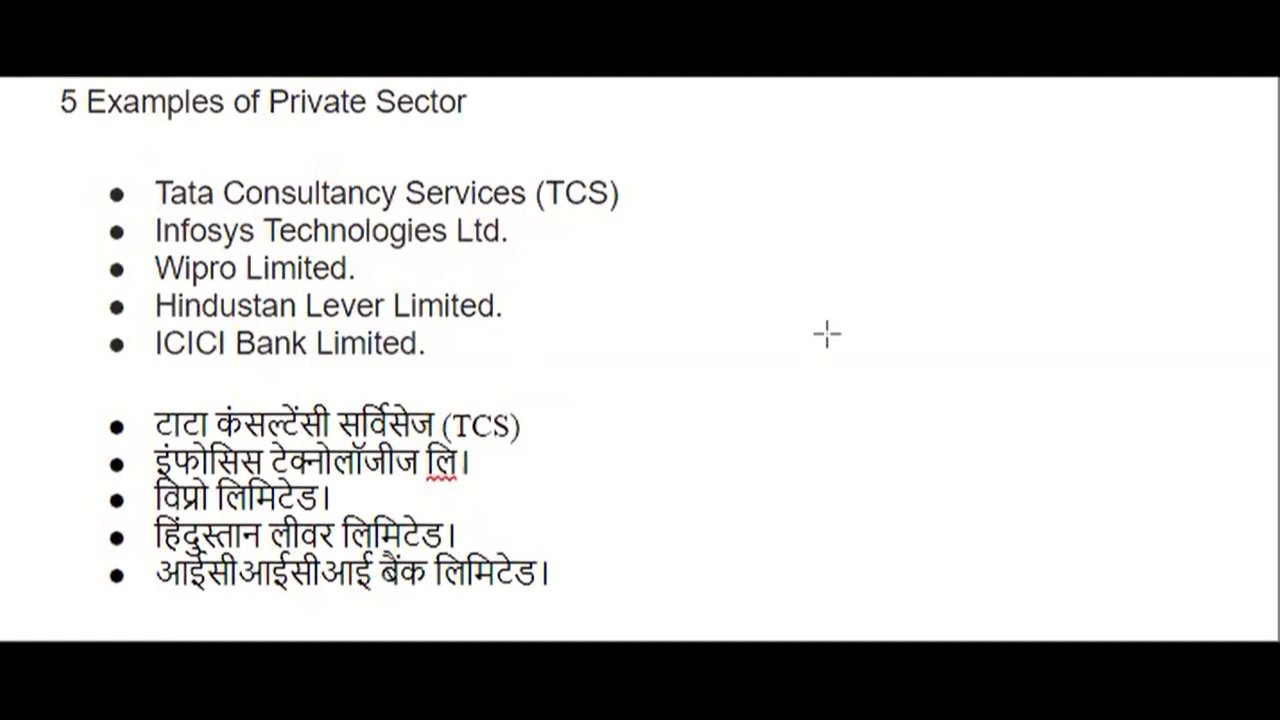 5 Examples of Private Sector
● Tata Consultancy Services (TCS)
● Infosys Technologies Ltd.
● Wipro Limited.
● Hindustan Lever Limited.
● ICICI Bank Limited.
● टाटा कंसल्टेंसी सर्विसेज (TCS)
● इंफोसिस टेक्नोलॉजीज लि।
● विप्रो लिमिटेड।
● हिंदुस्तान लीवर लिमिटेड।
● आईसीआईसीआई बैंक लिमिटेड।